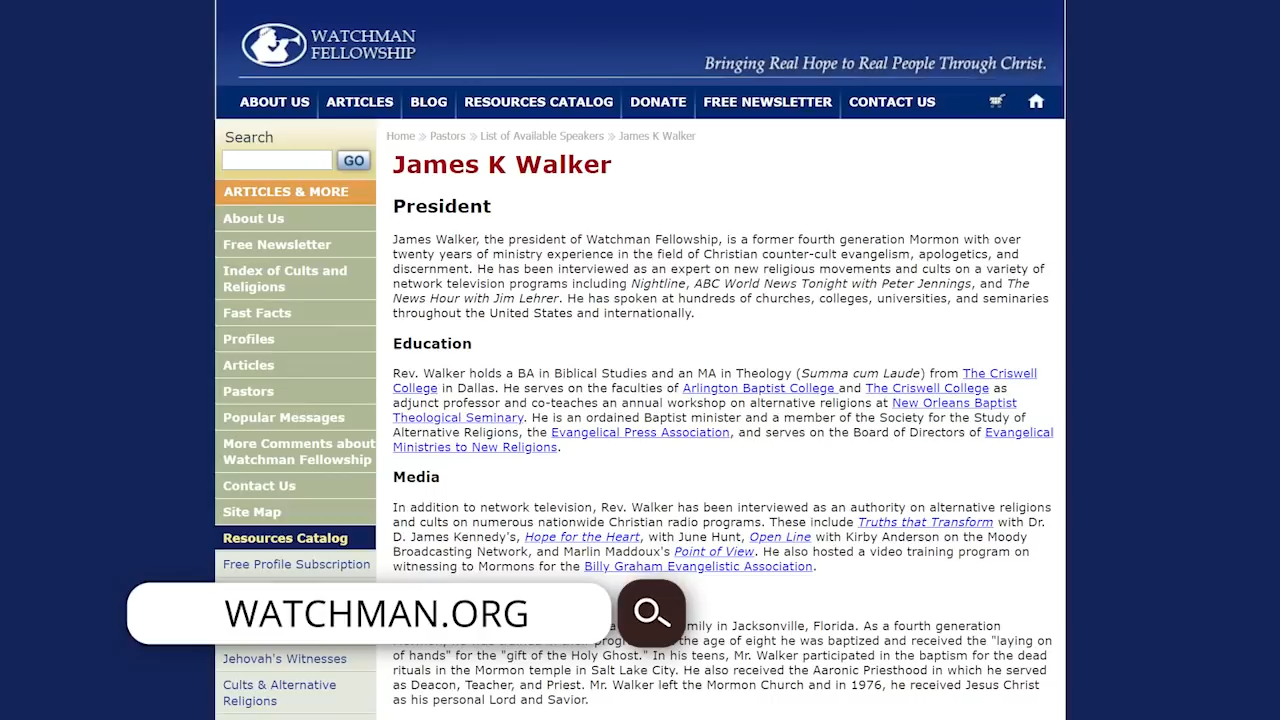 WATCHMAN
FELLOWSHIP
Bringing Real Hope to Real People Through Christ.
ABOUT US ARTICLES BLOG RESOURCES CATALOG DONATE FREE NEWSLETTER CONTACT US
Search
GO
ARTICLES & MORE
About Us
Free Newsletter
Index of Cults and
Religions
Fast Facts
Profiles
Articles
Pastors
Popular Messages
More Comments about
Watchman Fellowship
Contact Us
Site Map
Resources Catalog
Free Profile Subscription
Jehovah's Witnesses
Cults & Alternative
Religions
Home » Pastors » List of Available Speakers » James K Walker
James K Walker
President
James Walker, the president of Watchman Fellowship, is a former fourth generation Mormon with over
twenty years of ministry experience in the field of Christian counter-cult evangelism, apologetics, and
discernment. He has been interviewed as an expert on new religious movements and cults on a variety of
network television programs including Nightline, ABC World News Tonight with Peter Jennings, and The
News Hour with Jim Lehrer. He has spoken at hundreds of churches, colleges, universities, and seminaries
throughout the United States and internationally.
Education
Rev. Walker holds a BA in Biblical Studies and an MA in Theology (Summa cum Laude) from The Criswell
College in Dallas. He serves on the faculties of Arlington Baptist College and The Criswell College as
adjunct professor and co-teaches an annual workshop on alternative religions at New Orleans Baptist
Theological Seminary. He is an ordained Baptist minister and a member of the Society for the Study of
Alternative Religions, the Evangelical Press Association, and serves on the Board of Directors of Evangelical
Ministries to New Religions.
Media
In addition to network television, Rev. Walker has been interviewed as an authority on alternative religions
and cults on numerous nationwide Christian radio programs. These include Truths that Transform with Dr.
D. James Kennedy's, Hope for the Heart, with June Hunt, Open Line with Kirby Anderson on the Moody
Broadcasting Network, and Marlin Maddoux's Point of View. He also hosted a video training program on
witnessing to Mormons for the Billy Graham Evangelistic Association.
WATCHMAN.ORG
family in Jacksonville, Florida. As a fourth generation
the age of eight he was baptized and received the "laying on
of hands" for the "gift of the Holy Ghost." In his teens, Mr. Walker participated in the baptism for the dead
rituals in the Mormon temple in Salt Lake City. He also received the Aaronic Priesthood in which he served
as Deacon, Teacher, and Priest. Mr. Walker left the Mormon Church and in 1976, he received Jesus Christ
as his personal Lord and Savior.